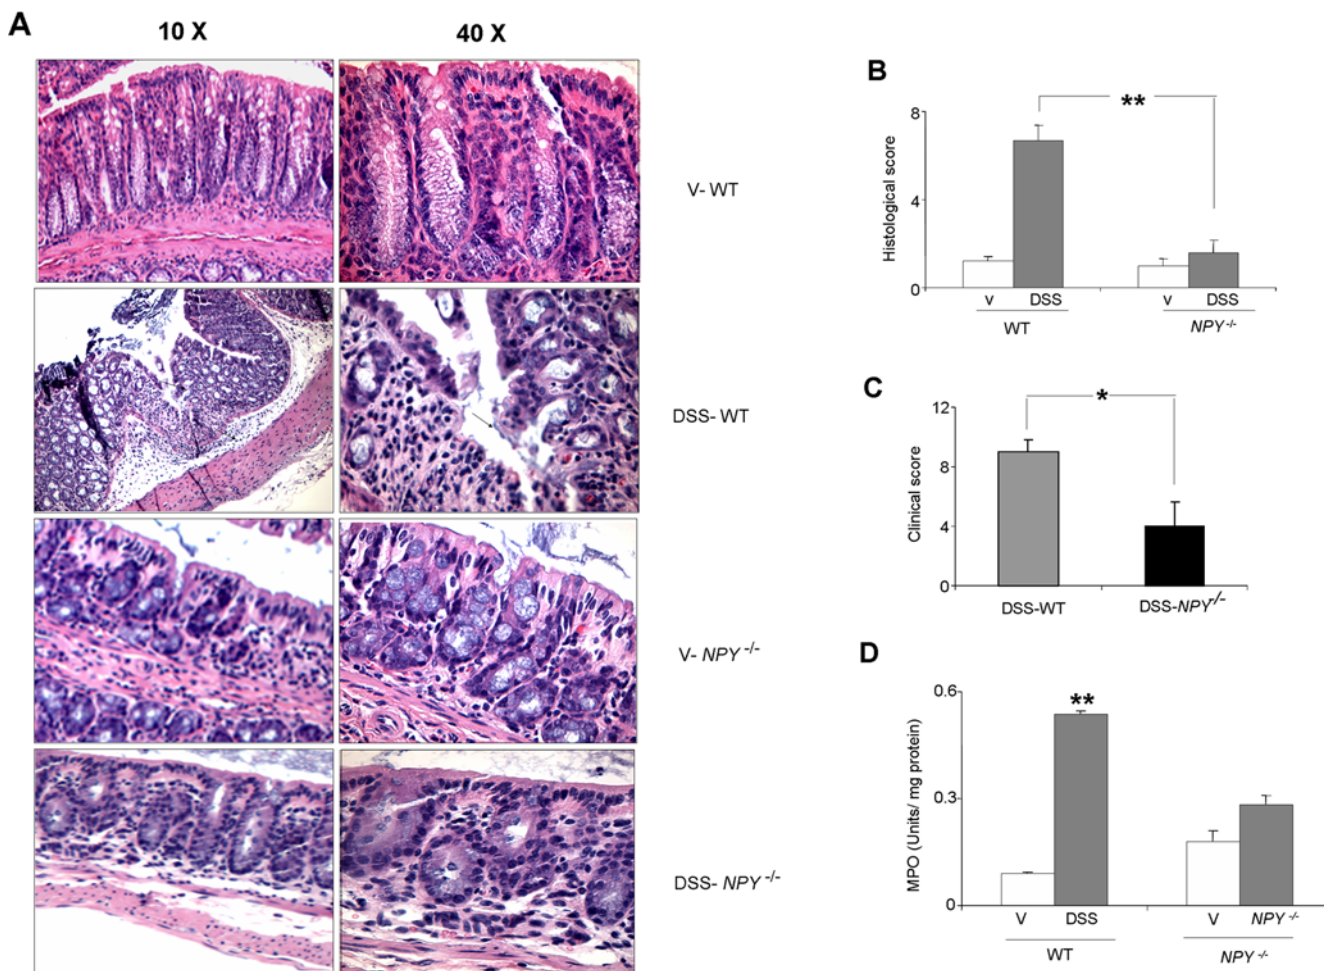 A
10 X
40 X
V- WT
DSS- WT
V- NPY -/-
DSS- NPY -/-
B
Histological score
8
4
0
**
V
DSS
V
DSS
WT
NPY -/-
C
Clinical score
12
8
4
0
*
DSS-WT
DSS-NPY-/-
D
MPO (Units/ mg protein)
0.6
0.3
0
**
V
DSS
V
NPY -/-
WT
NPY -/-